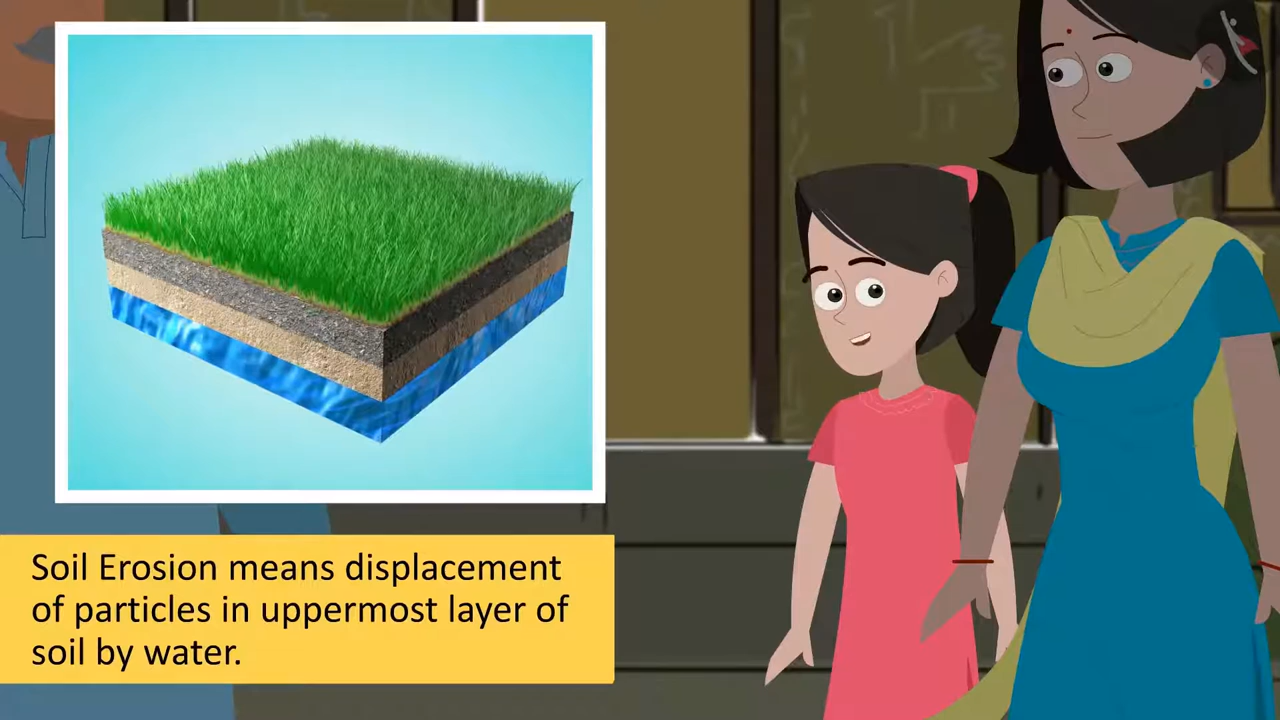 Soil Erosion means displacement
of particles in uppermost layer of
soil by water.